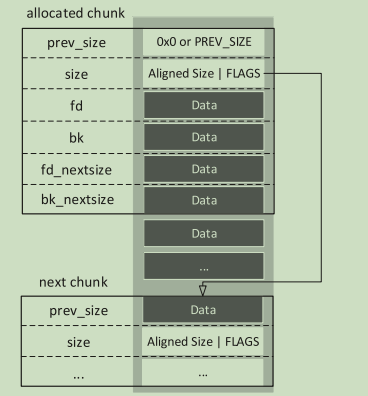 allocated chunk
prev_size 0x0 or PREV_SIZE
size Aligned Size | FLAGS
fd Data
bk Data
fd_nextsize Data
bk_nextsize Data
Data
...
next chunk
prev_size Data
size Aligned Size | FLAGS
... ...